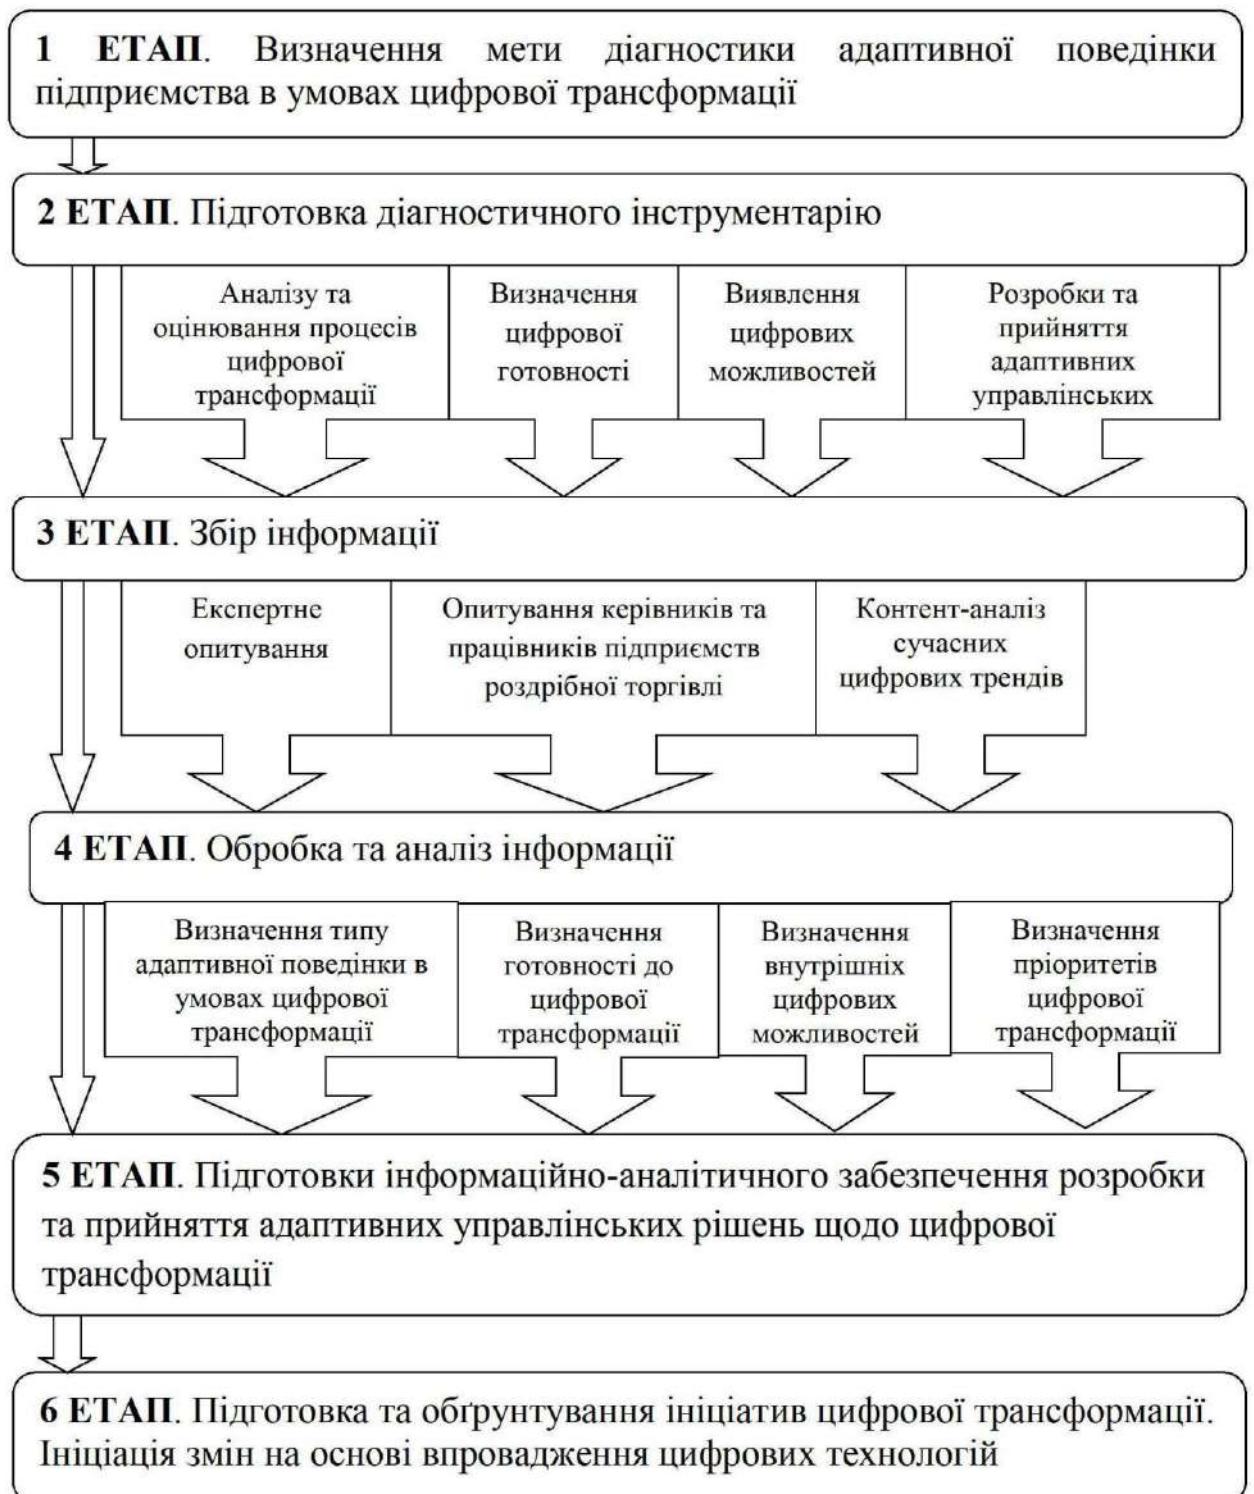 1 ЕТАП. Визначення мети діагностики адаптивної поведінки
підприємства в умовах цифрової трансформації
2 ЕТАП. Підготовка діагностичного інструментарію
Аналізу та
оцінювання процесів
цифрової
трансформації
Визначення
цифрової
готовності
Виявлення
цифрових
можливостей
Розробки та
прийняття
адаптивних
управлінських
3 ЕТАП. Збір інформації
Експертне
опитування
Опитування керівників та
працівників підприємств
роздрібної торгівлі
Контент-аналіз
сучасних
цифрових трендів
4 ЕТАП. Обробка та аналіз інформації
Визначення типу
адаптивної поведінки в
умовах цифрової
трансформації
Визначення
готовності до
цифрової
трансформації
Визначення
внутрішніх
цифрових
можливостей
Визначення
пріоритетів
цифрової
трансформації
5 ЕТАП. Підготовки інформаційно-аналітичного забезпечення розробки
та прийняття адаптивних управлінських рішень щодо цифрової
трансформації
6 ЕТАП. Підготовка та обґрунтування ініціатив цифрової трансформації.
Ініціація змін на основі впровадження цифрових технологій